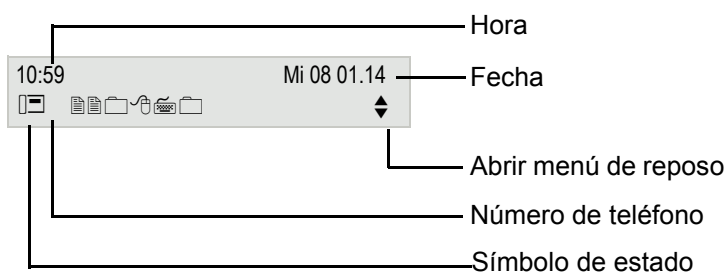 Hora
10:59
Mi 08 01.14
Fecha
Abrir menú de reposo
Número de teléfono
Símbolo de estado